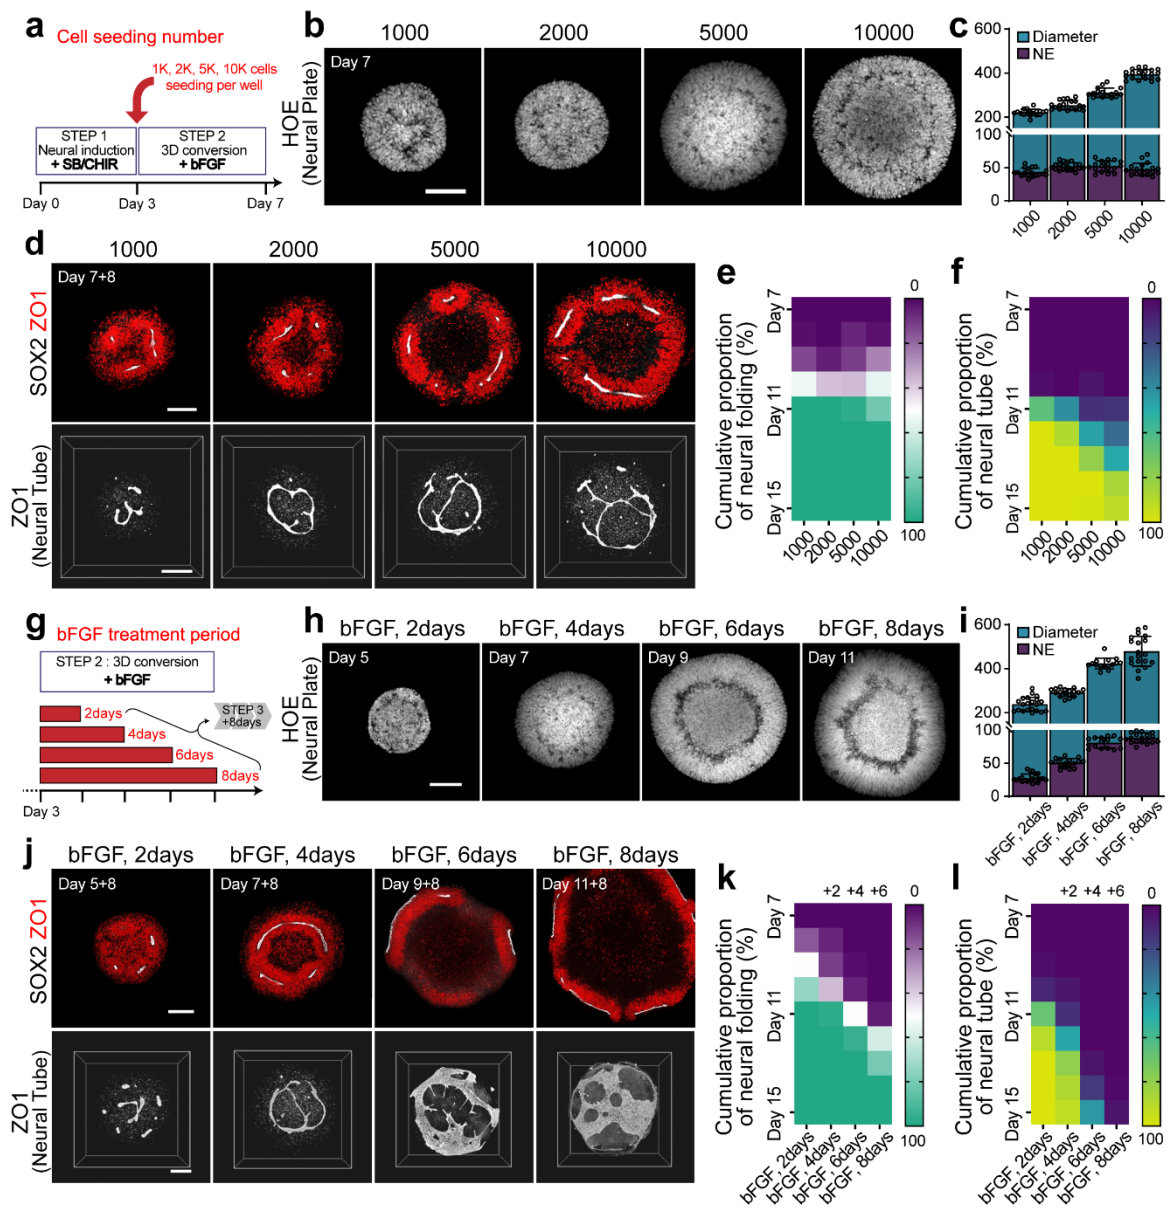 a
Cell seeding number
1K, 2K, 5K, 10K cells
seeding per well
STEP 1
Neural induction
+ SB/CHIR
STEP 2
3D conversion
+ bFGF
Day 0
Day 3
Day 7
b
1000
2000
5000
10000
HOE
(Neural Plate)
Day 7
c
Diameter
NE
600
400
200
100
50
0
1000
2000
5000
10000
d
1000
2000
5000
10000
SOX2 ZO1
Day 7+8
ZO1
(Neural Tube)
e
Cumulative proportion
of neural folding (%)
Day 7
Day 11
Day 15
1000
2000
5000
10000
0
100
f
Cumulative proportion
of neural tube (%)
Day 7
Day 11
Day 15
1000
2000
5000
10000
0
100
g
bFGF treatment period
STEP 2 : 3D conversion
+ bFGF
2days
4days
6days
8days
STEP 3
+8days
Day 3
h
bFGF, 2days
bFGF, 4days
bFGF, 6days
bFGF, 8days
HOE
(Neural Plate)
Day 5
Day 7
Day 9
Day 11
i
Diameter
NE
600
400
200
100
50
0
bFGF, 2days
bFGF, 4days
bFGF, 6days
bFGF, 8days
j
bFGF, 2days
bFGF, 4days
bFGF, 6days
bFGF, 8days
SOX2 ZO1
Day 5+8
Day 7+8
Day 9+8
Day 11+8
ZO1
(Neural Tube)
k
+2 +4 +6
Cumulative proportion
of neural folding (%)
Day 7
Day 11
Day 15
bFGF, 2days
bFGF, 4days
bFGF, 6days
bFGF, 8days
0
100
l
+2 +4 +6
Cumulative proportion
of neural tube (%)
Day 7
Day 11
Day 15
bFGF, 2days
bFGF, 4days
bFGF, 6days
bFGF, 8days
0
100